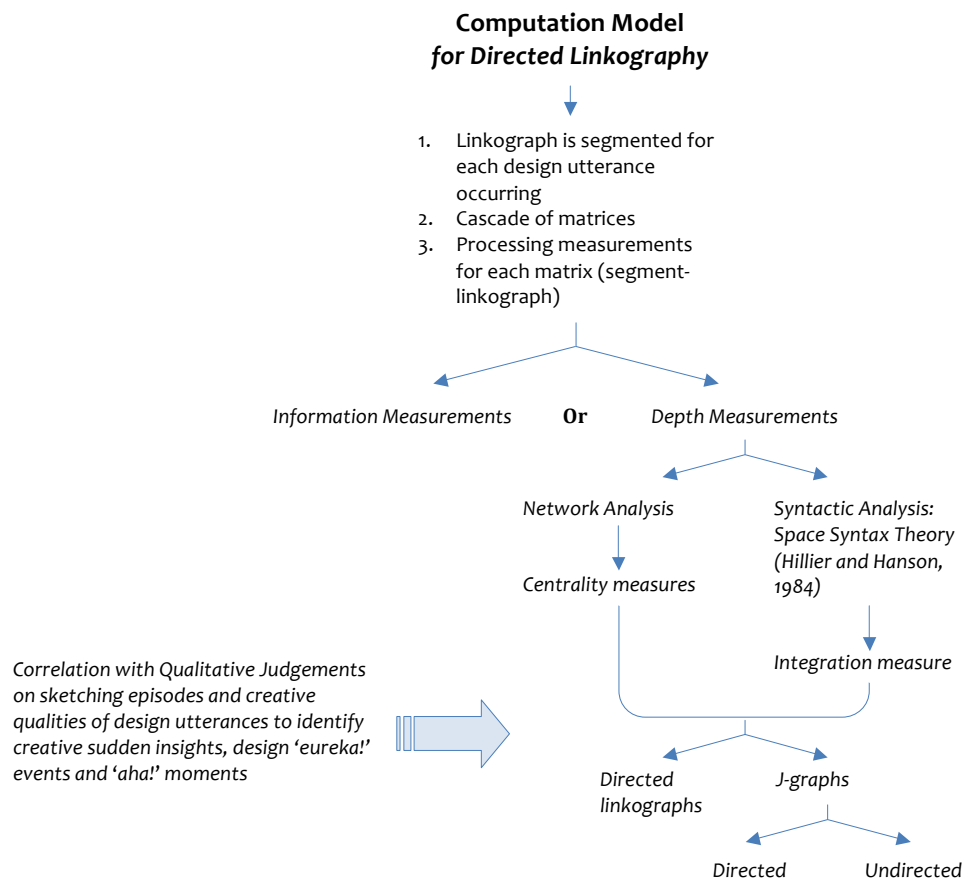 Computation Model
for Directed Linkography
1. Linkograph is segmented for
each design utterance
occurring
2. Cascade of matrices
3. Processing measurements
for each matrix (segment-
linkograph)
Information Measurements Or Depth Measurements
Network Analysis
Syntactic Analysis:
Space Syntax Theory
(Hillier and Hanson,
1984)
Centrality measures
Integration measure
Correlation with Qualitative Judgements
on sketching episodes and creative
qualities of design utterances to identify
creative sudden insights, design ‘eureka!’
events and ‘aha!’ moments
Directed
linkographs
J-graphs
Directed Undirected